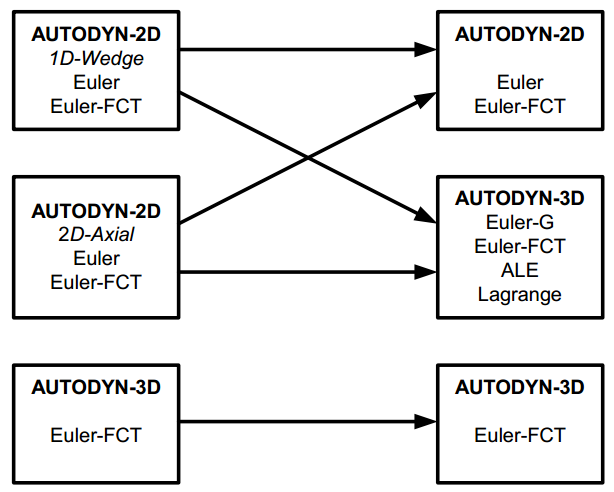 AUTODYN-2D
1D-Wedge
Euler
Euler-FCT
AUTODYN-2D
Euler
Euler-FCT
AUTODYN-2D
2D-Axial
Euler
Euler-FCT
AUTODYN-3D
Euler-G
Euler-FCT
ALE
Lagrange
AUTODYN-3D
Euler-FCT
AUTODYN-3D
Euler-FCT